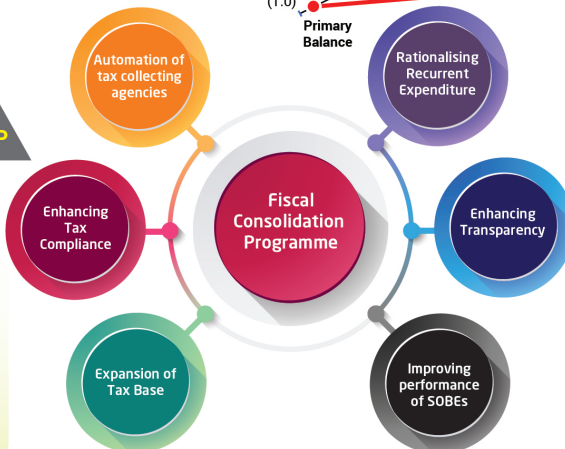 (1.0)
Primary
Balance
P
Automation of
tax collecting
agencies
Rationalising
Recurrent
Expenditure
Enhancing
Tax
Compliance
Fiscal
Consolidation
Programme
Enhancing
Transparency
Expansion of
Tax Base
Improving
performance
of SOBEs